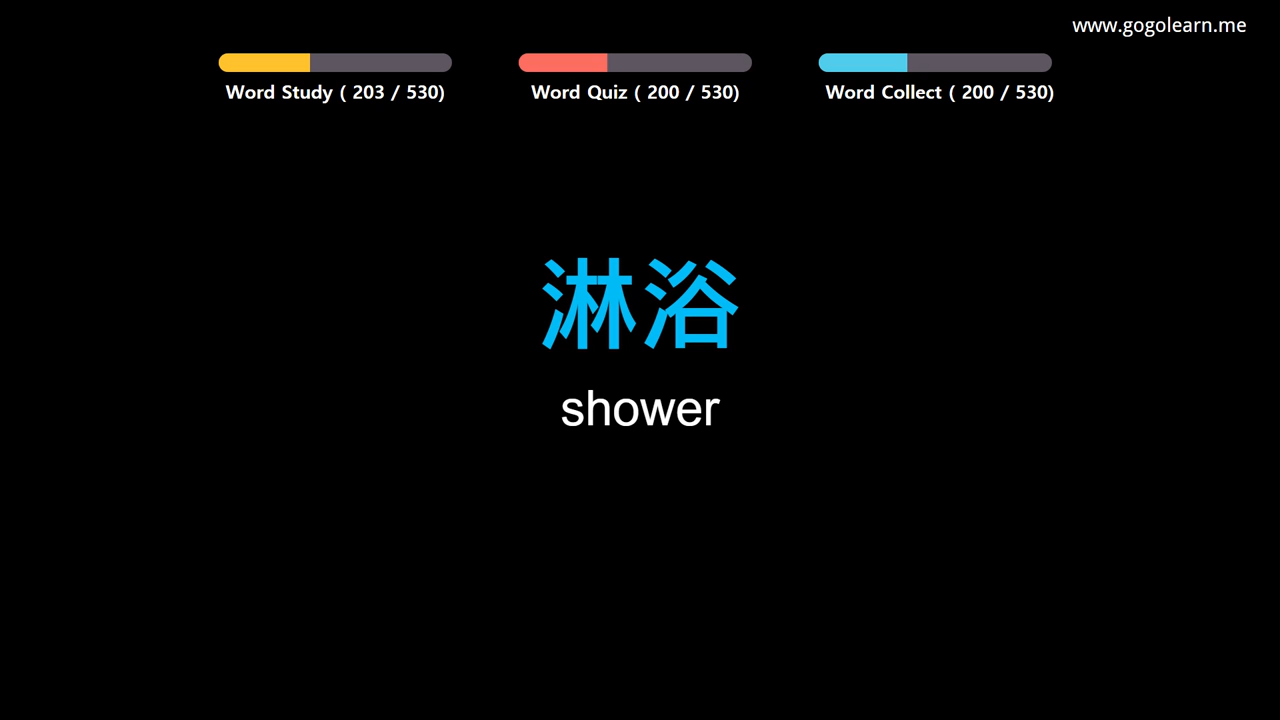 www.gogolearn.me
Word Study ( 203 / 530)
Word Quiz ( 200 / 530)
Word Collect ( 200 / 530)
淋浴
shower